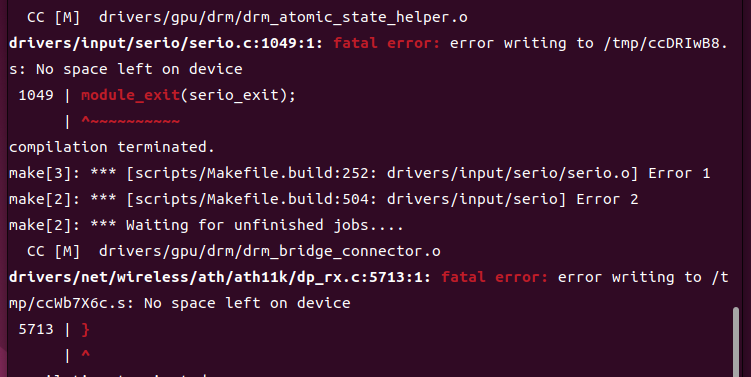 CC [M]  drivers/gpu/drm/drm_atomic_state_helper.o
drivers/input/serio/serio.c:1049:1: fatal error: error writing to /tmp/ccDRIwB8.
s: No space left on device
 1049 | module_exit(serio_exit);
      | ^~~~~~~~~~~
compilation terminated.
make[3]: *** [scripts/Makefile.build:252: drivers/input/serio/serio.o] Error 1
make[2]: *** [scripts/Makefile.build:504: drivers/input/serio] Error 2
make[2]: *** Waiting for unfinished jobs....
  CC [M]  drivers/gpu/drm/drm_bridge_connector.o
drivers/net/wireless/ath/ath11k/dp_rx.c:5713:1: fatal error: error writing to /t
mp/ccWb7X6c.s: No space left on device
 5713 | }
      | ^